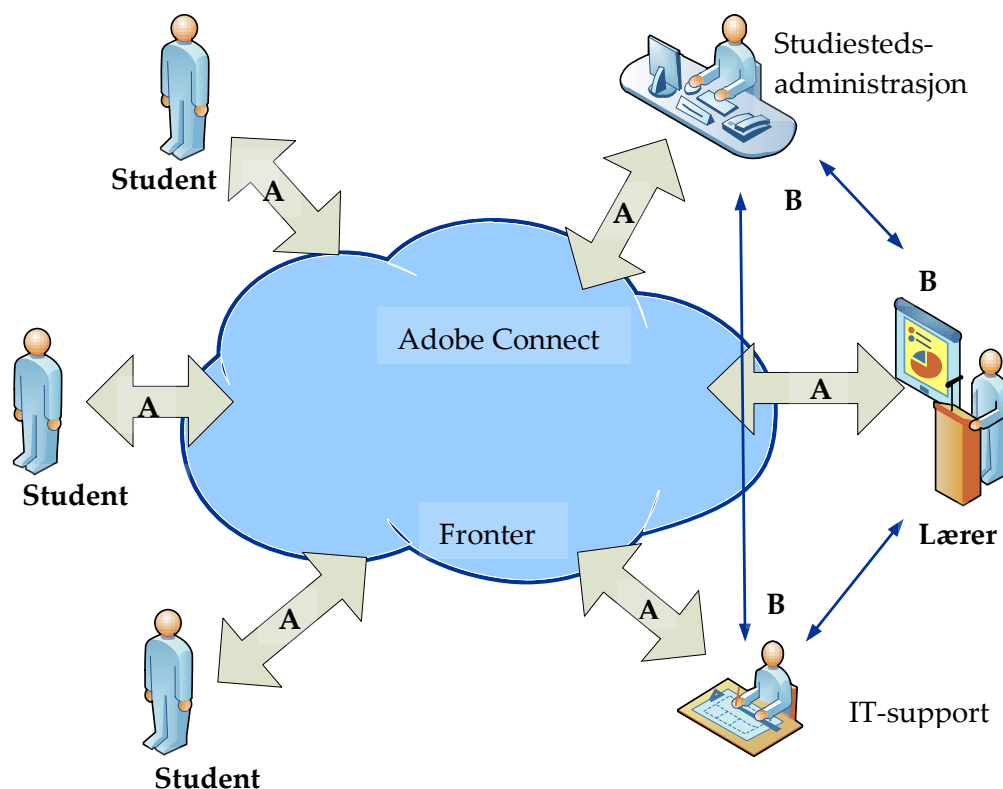 Studiesteds-
administrasjon
Student
A
A
B
B
Adobe Connect
A
A
Student
Fronter
Lærer
A
A
B
IT-support
Student